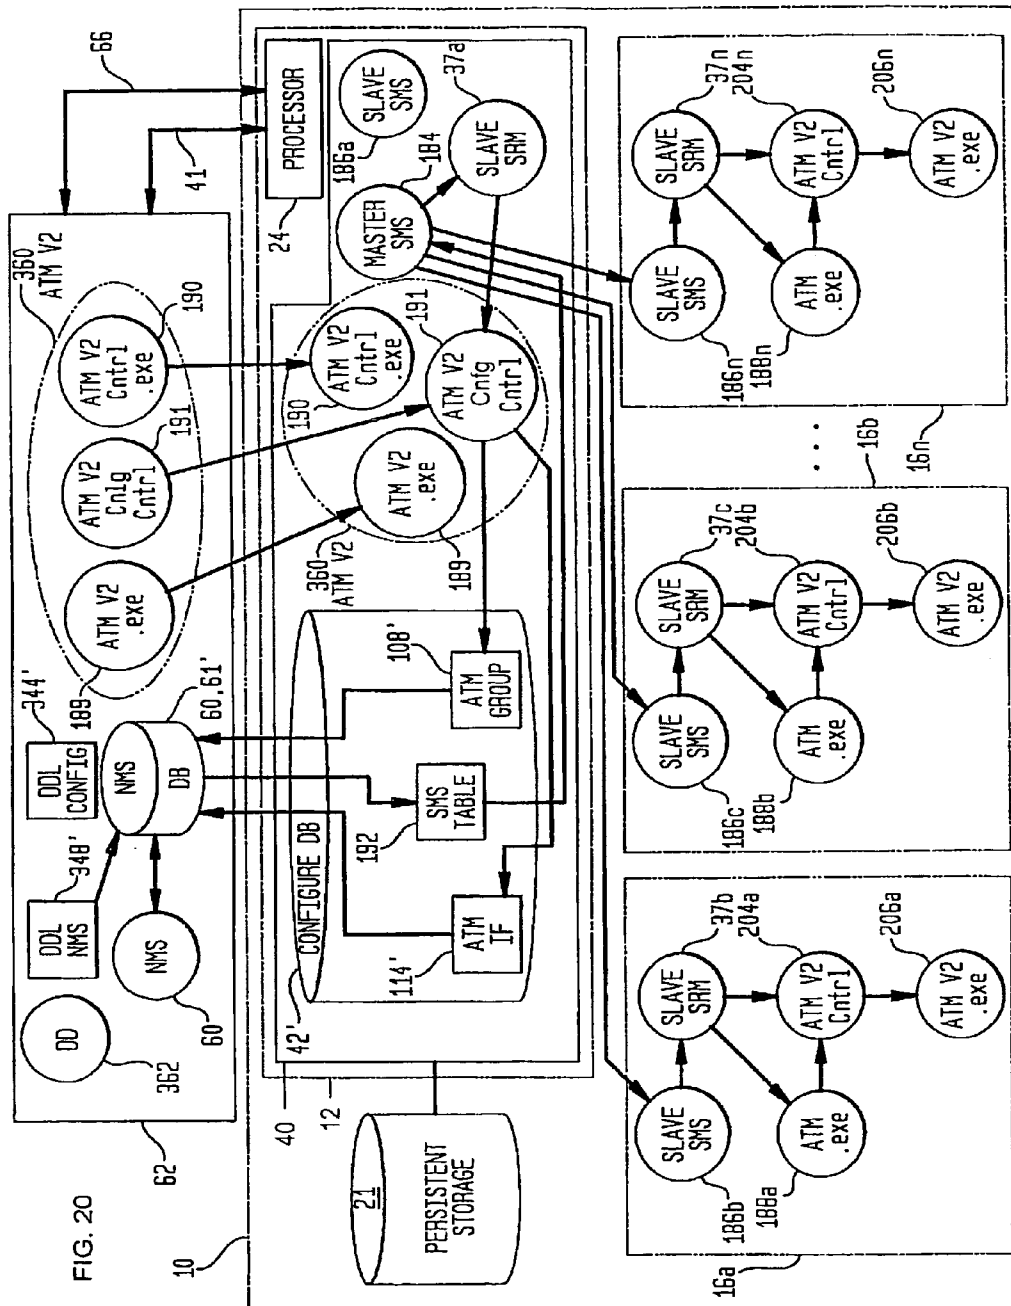 FIG. 20
62
DD
362
DDL
NMS
348'
NMS
60
DDL
CONFIG
344'
NMS
DB
60,61'
189
ATM V2
.exe
ATM V2
Cnlg
Cntrl
191
ATM V2
Cntrl
.exe
190
360
ATM V2
41
66
10
12
40
42'
21
PERSISTENT
STORAGE
CONFIGURE DB
114'
ATM
IF
192
SMS
TABLE
108'
ATM
GROUP
360
ATM V2
189
ATM V2
.exe
190
ATM V2
Cntrl
.exe
191
ATM V2
Cnfg
Cntrl
24
PROCESSOR
MASTER
SMS
184
186a
SLAVE
SMS
SLAVE
SRM
37a
16a
SLAVE
SMS
186b
SLAVE
SRM
37b
204a
ATM
.exe
188a
ATM V2
Cntrl
ATM V2
.exe
206a
16b
SLAVE
SMS
186c
SLAVE
SRM
37c
204b
ATM
.exe
188b
ATM V2
Cntrl
ATM V2
.exe
206b
...
16n
SLAVE
SMS
186n
SLAVE
SRM
37n
204n
ATM
.exe
188n
ATM V2
Cntrl
ATM V2
.exe
206n